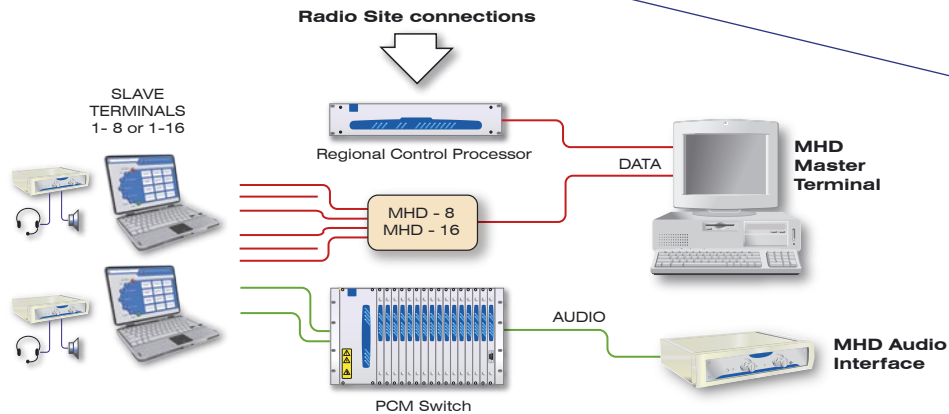 Radio Site connections
SLAVE
TERMINALS
1- 8 or 1-16
Regional Control Processor
DATA
MHD
Master
Terminal
MHD - 8
MHD - 16
AUDIO
MHD Audio
Interface
PCM Switch